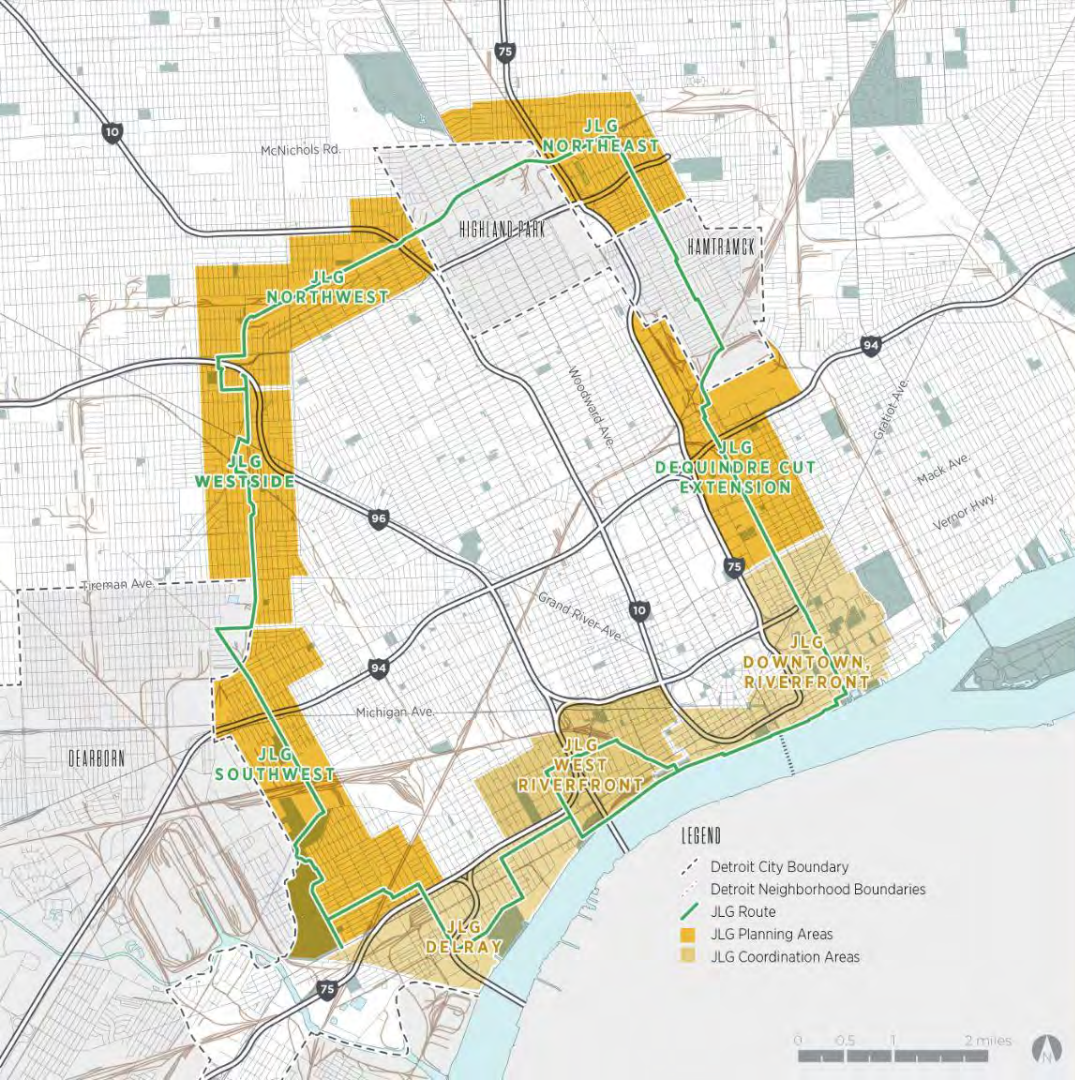 75
10
McNichols Rd.
JLG
NORTHEAST
HIGHLAND PARK
HAMTRAMCK
JLG
NORTHWEST
94
Woodward Ave.
Gratiot Ave.
JLG
WESTSIDE
JLG
DEQUINDRE CUT
EXTENSION
Mack Ave.
Vernor Hwy.
96
75
Tireman Ave.
Grand River Ave.
10
94
JLG
DOWNTOWN,
RIVERFRONT
Michigan Ave.
DEARBORN
JLG
SOUTHWEST
JLG
WEST
RIVERFRONT
JLG
DELRAY
75
LEGEND
Detroit City Boundary
Detroit Neighborhood Boundaries
JLG Route
JLG Planning Areas
JLG Coordination Areas
0 0.5 1 2 miles
N